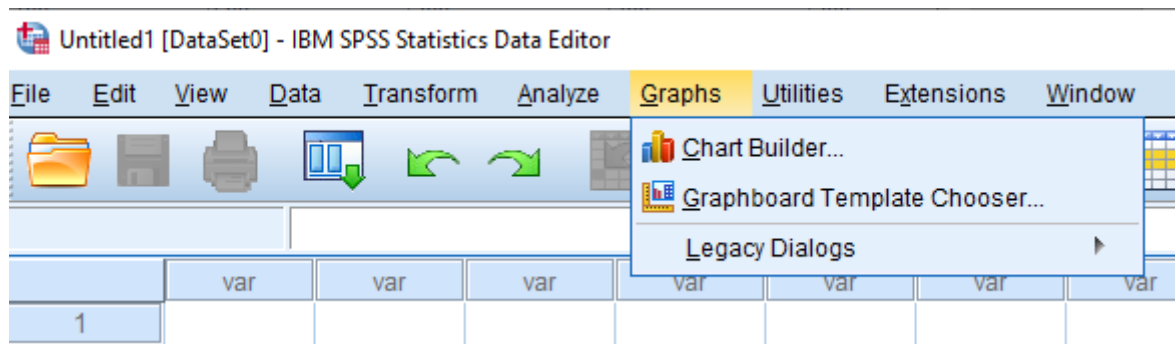 Untitled1 [DataSet0] - IBM SPSS Statistics Data Editor
File Edit View Data Transform Analyze Graphs Utilities Extensions Window
Chart Builder...
Graphboard Template Chooser...
Legacy Dialogs
var var var var var var var
1